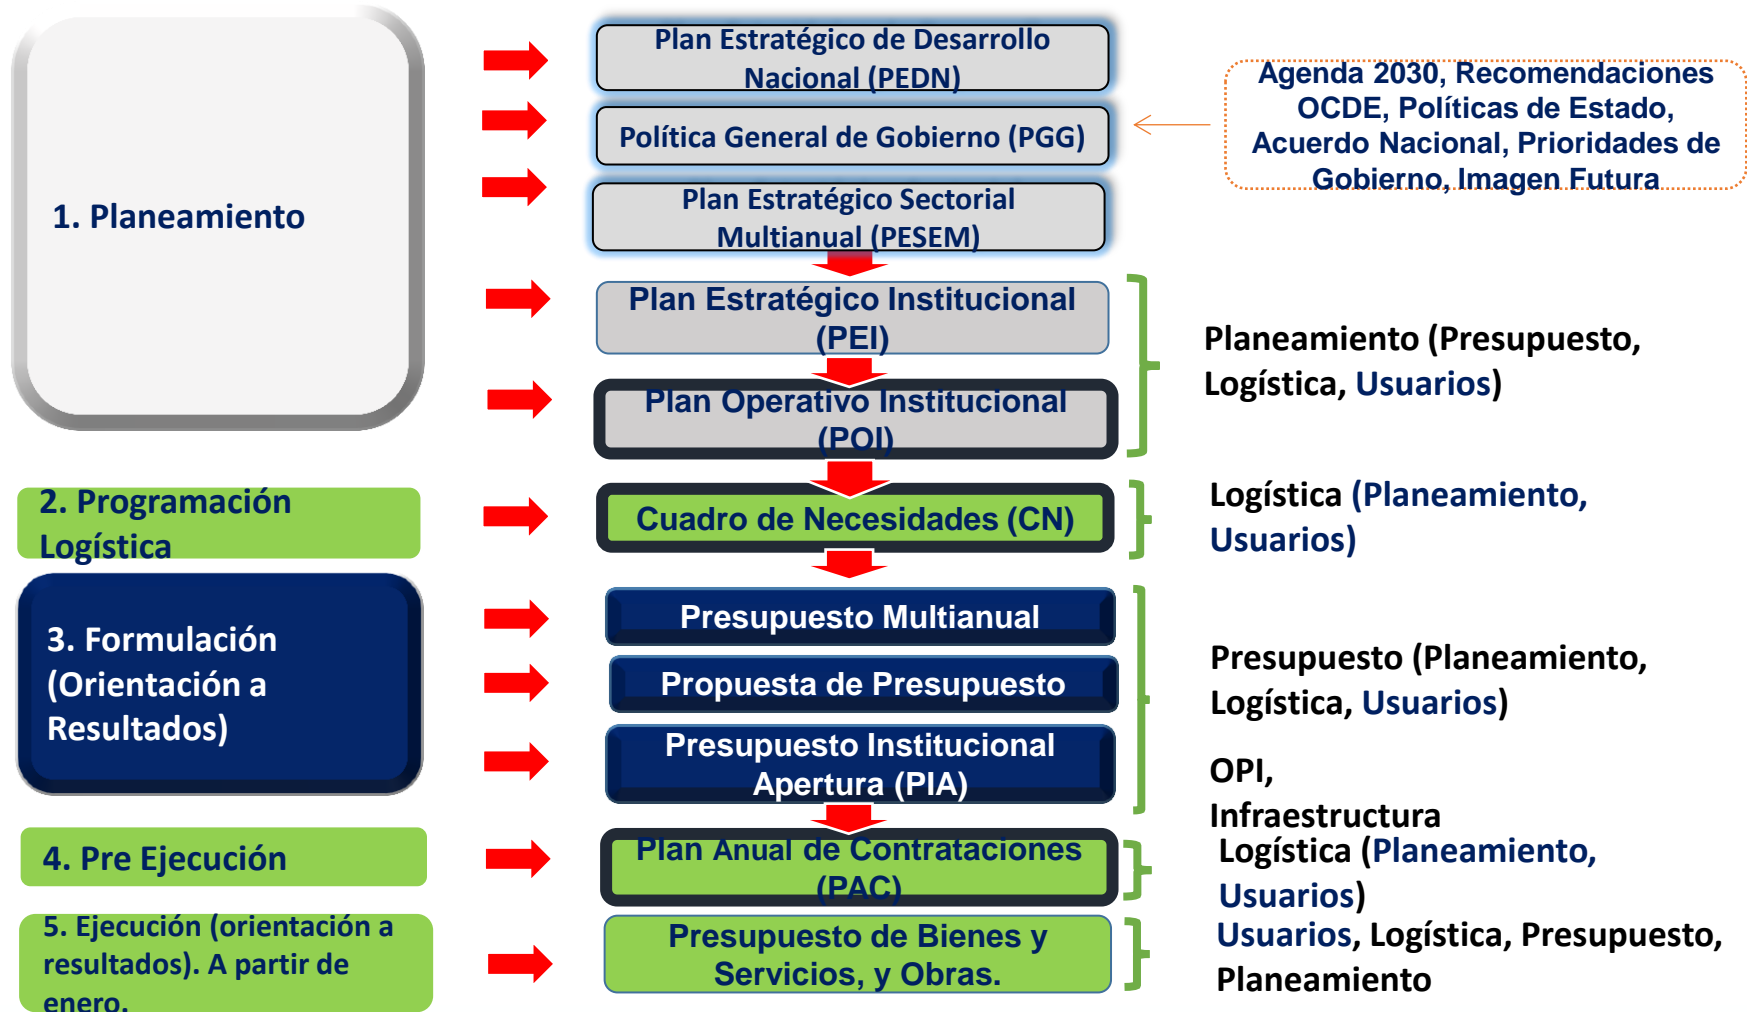 1. Planeamiento
Plan Estratégico de Desarrollo
Nacional (PEDN)
Política General de Gobierno (PGG)
Plan Estratégico Sectorial
Multianual (PESEM)
Agenda 2030, Recomendaciones
OCDE, Políticas de Estado,
Acuerdo Nacional, Prioridades de
Gobierno, Imagen Futura
Plan Estratégico Institucional
(PEI)
Plan Operativo Institucional
(POI)
Planeamiento (Presupuesto,
Logística, Usuarios)
2. Programación
Logística
Cuadro de Necesidades (CN)
Logística (Planeamiento,
Usuarios)
3. Formulación
(Orientación a
Resultados)
Presupuesto Multianual
Propuesta de Presupuesto
Presupuesto Institucional
Apertura (PIA)
Presupuesto (Planeamiento,
Logística, Usuarios)
OPI,
Infraestructura
4. Pre Ejecución
Plan Anual de Contrataciones
(PAC)
Logística (Planeamiento,
Usuarios)
5. Ejecución (orientación a
resultados). A partir de
enero.
Presupuesto de Bienes y
Servicios, y Obras.
Usuarios, Logística, Presupuesto,
Planeamiento